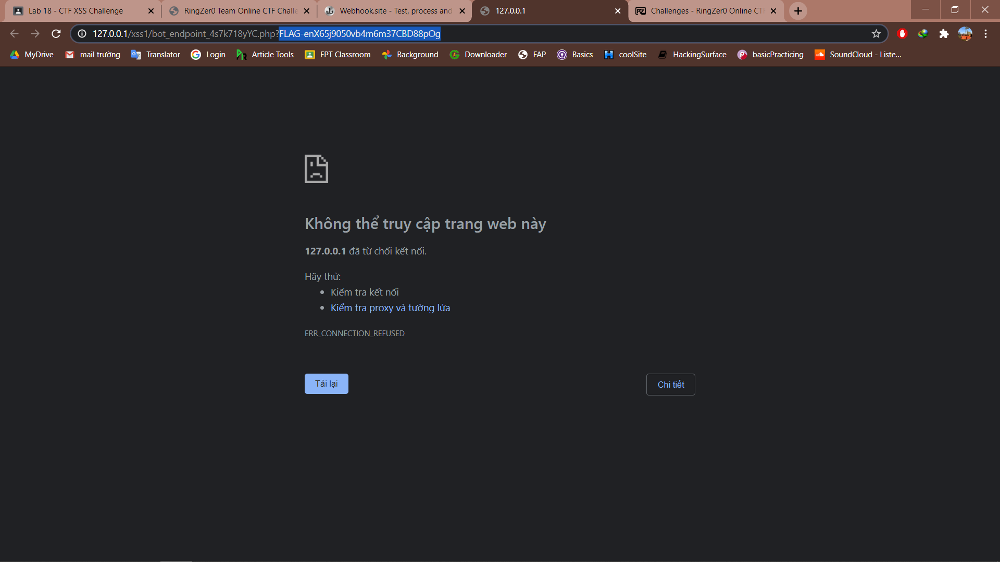 Lab 18 - CTF XSS Challenge
RingZer0 Team Online CTF Challe
Webhook.site - Test, process and
127.0.0.1
RZ Challenges - RingZer0 Online CT
127.0.0.1/xss1/bot_endpoint_4s7k718yYC.php?FLAG-enX65j9050vb4m6m37CBD88pOg
MyDrive
mail trường
Translator
Login
Article Tools
FPT Classroom
Background
Downloader
FAP
Basics
coolSite
HackingSurface
basicPracticing
SoundCloud - Liste...
Không thể truy cập trang web này
127.0.0.1 đã từ chối kết nối.
Hãy thử:
Kiểm tra kết nối
Kiểm tra proxy và tường lửa
ERR_CONNECTION_REFUSED
Tải lại
Chi tiết